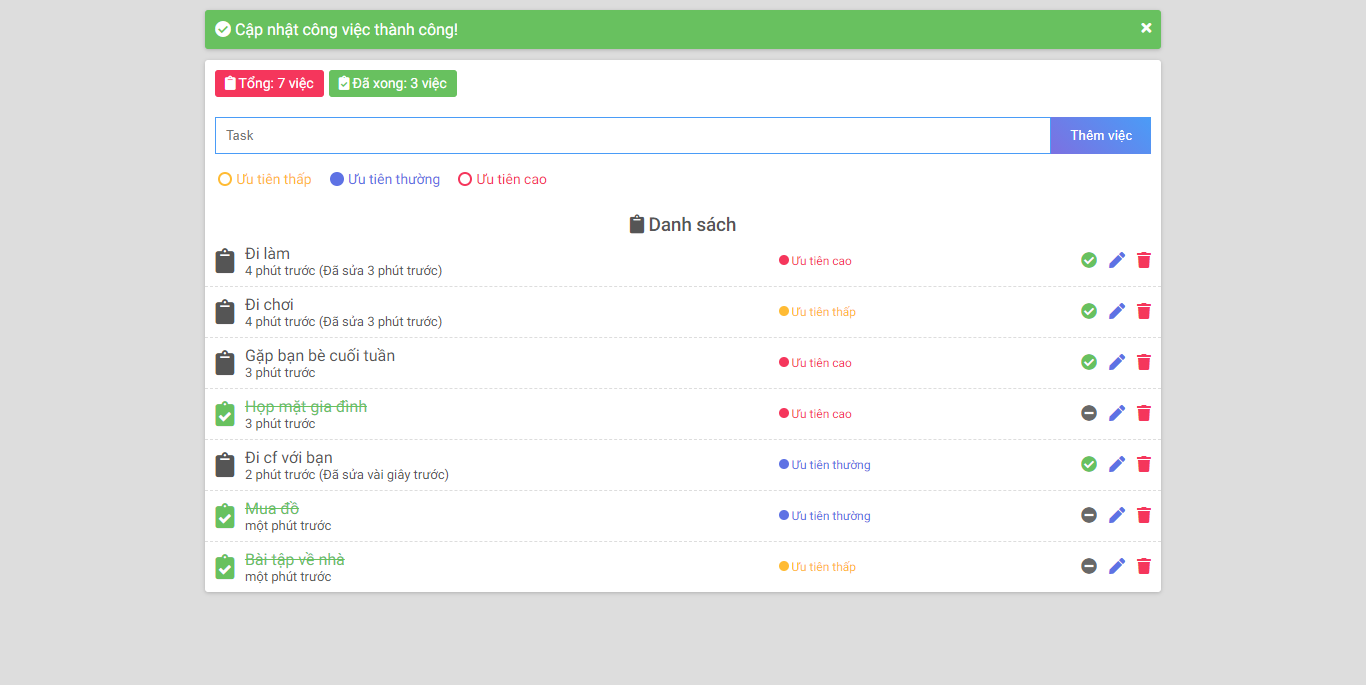 Cập nhật công việc thành công!
Tổng: 7 việc Đã xong: 3 việc
Task Thêm việc
Ưu tiên thấp Ưu tiên thường Ưu tiên cao
Danh sách
Đi làm
4 phút trước (Đã sửa 3 phút trước)
Ưu tiên cao
Đi chơi
4 phút trước (Đã sửa 3 phút trước)
Ưu tiên thấp
Gặp bạn bè cuối tuần
3 phút trước
Ưu tiên cao
Họp mặt gia đình
3 phút trước
Ưu tiên cao
Đi cf với bạn
2 phút trước (Đã sửa vài giây trước)
Ưu tiên thường
Mua đồ
một phút trước
Ưu tiên thường
Bài tập về nhà
một phút trước
Ưu tiên thấp